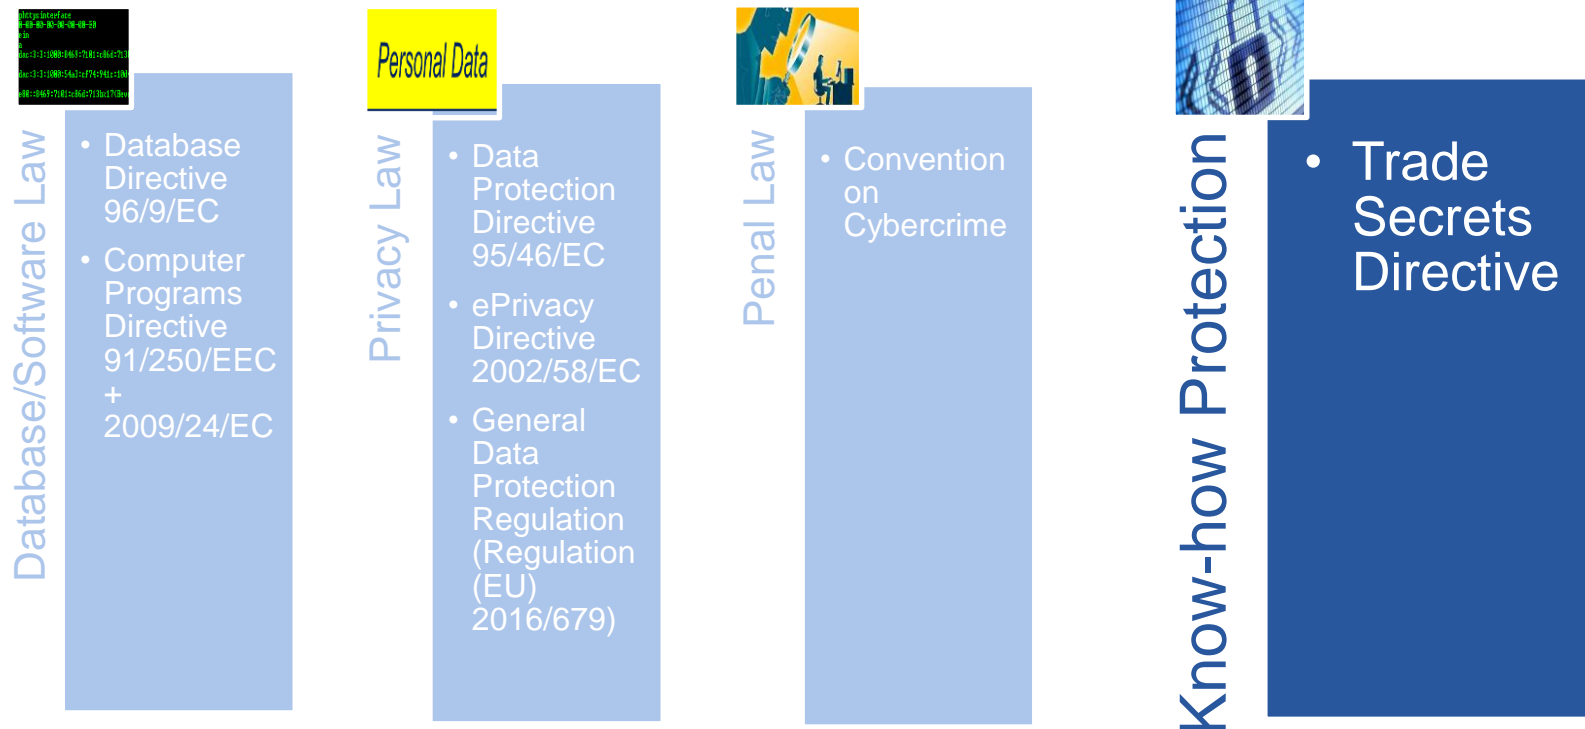 Database/Software Law
• Database
Directive
96/9/EC
• Computer
Programs
Directive
91/250/EEC
+
2009/24/EC
Personal Data
Privacy Law
• Data
Protection
Directive
95/46/EC
• ePrivacy
Directive
2002/58/EC
• General
Data
Protection
Regulation
(Regulation
(EU)
2016/679)
Penal Law
• Convention
on
Cybercrime
Know-how Protection
• Trade
Secrets
Directive